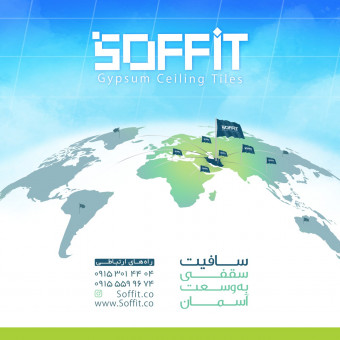 SOFFiT
Gypsum Ceiling Tiles
SOFFiT
سافیت
سقفی
به‌وسعت
آسمان
راه‌های ارتباطی
۰۹۱۵ ۳۰۱ ۴۴ ۰۴
۰۹۱۵ ۵۵۹ ۹۶ ۷۴
Soffit.co
www.Soffit.co